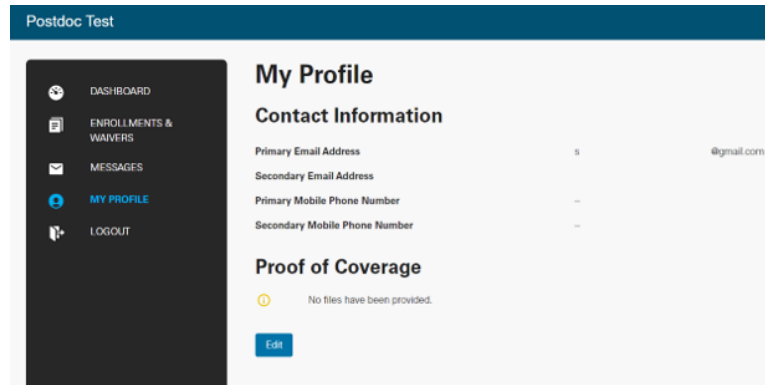 Postdoc Test
DASHBOARD
ENROLLMENTS &
WAIVERS
MESSAGES
MY PROFILE
LOGOUT
My Profile
Contact Information
Primary Email Address s @gmail.com
Secondary Email Address
Primary Mobile Phone Number –
Secondary Mobile Phone Number –
Proof of Coverage
No files have been provided.
Edit